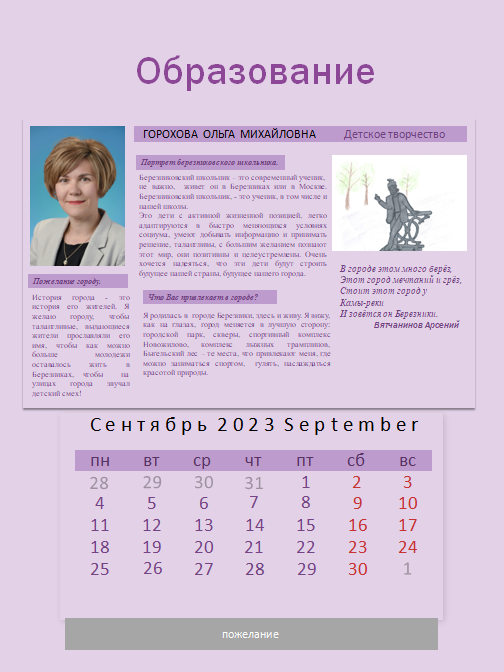 Образование
ГОРОХОВА ОЛЬГА МИХАЙЛОВНА
Детское творчество
Портрет березниковского школьника.
Березниковский школьник – это современный ученик,
не важно, живет он в Березниках или в Москве.
Березниковский школьник, - это ученик, в том числе и
нашей школы.
Это дети с активной жизненной позицией, легко
адаптируются в быстро меняющихся условиях
социума, умеют добывать информацию и принимать
решение, талантливы, с большим желанием познают
этот мир, они позитивны и целеустремлены. Очень
хочется надеяться, что эти дети будут строить
будущее нашей страны, будущее нашего города.
Пожелание городу.
История города - это
история его жителей. Я
желаю городу, чтобы
талантливые, выдающиеся
жители прославляли его
имя, чтобы как можно
больше молодежи
оставалось жить в
Березниках, чтобы на
улицах города звучал
детский смех!
Что Вас привлекает в городе?
Я родилась в городе Березники, здесь и живу. Я вижу,
как на глазах, город меняется в лучшую сторону:
городской парк, скверы, спортивный комплекс
Новожилово, комплекс лыжных трамплинов,
Быгельский лес – те места, что привлекают меня, где
можно заниматься спортом, гулять, наслаждаться
красотой природы.
В городе этом много берёз,
Этот город мечтаний и грёз,
Стоит этот город у
Камы-реки
И зовётся он Березники.
Вятчанинов Арсений
Сентябрь 2023 September
пн вт ср чт пт сб вс
28 29 30 31 1 2 3
4 5 6 7 8 9 10
11 12 13 14 15 16 17
18 19 20 21 22 23 24
25 26 27 28 29 30 1
пожелание